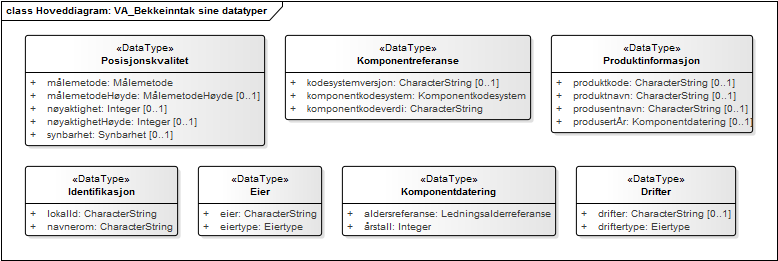 class Hoveddiagram: VA_Bekkeinntak sine datatyper
«DataType»
Posisjonskvalitet
+ målemetode: Målemetode
+ målemetodeHøyde: MålemetodeHøyde [0..1]
+ nøyaktighet: Integer [0..1]
+ nøyaktighetHøyde: Integer [0..1]
+ synbarhet: Synbarhet [0..1]
«DataType»
Komponentreferanse
+ kodesystemversjon: CharacterString [0..1]
+ komponentkodesystem: Komponentkodesystem
+ komponentkodeverdi: CharacterString
«DataType»
Produktinformasjon
+ produktkode: CharacterString [0..1]
+ produktnavn: CharacterString [0..1]
+ produsentnavn: CharacterString [0..1]
+ produsertÅr: Komponentdatering [0..1]
«DataType»
Identifikasjon
+ lokalId: CharacterString
+ navnerom: CharacterString
«DataType»
Eier
+ eier: CharacterString
+ eiertype: Eiertype
«DataType»
Komponentdatering
+ aldersreferanse: Ledningsalderreferanse
+ årstall: Integer
«DataType»
Drifter
+ drifter: CharacterString [0..1]
+ driftertype: Eiertype